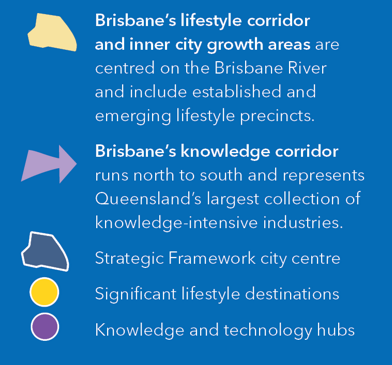 Brisbane’s lifestyle corridor
and inner city growth areas are
centred on the Brisbane River
and include established and
emerging lifestyle precincts.
Brisbane’s knowledge corridor
runs north to south and represents
Queensland’s largest collection of
knowledge-intensive industries.
Strategic Framework city centre
Significant lifestyle destinations
Knowledge and technology hubs